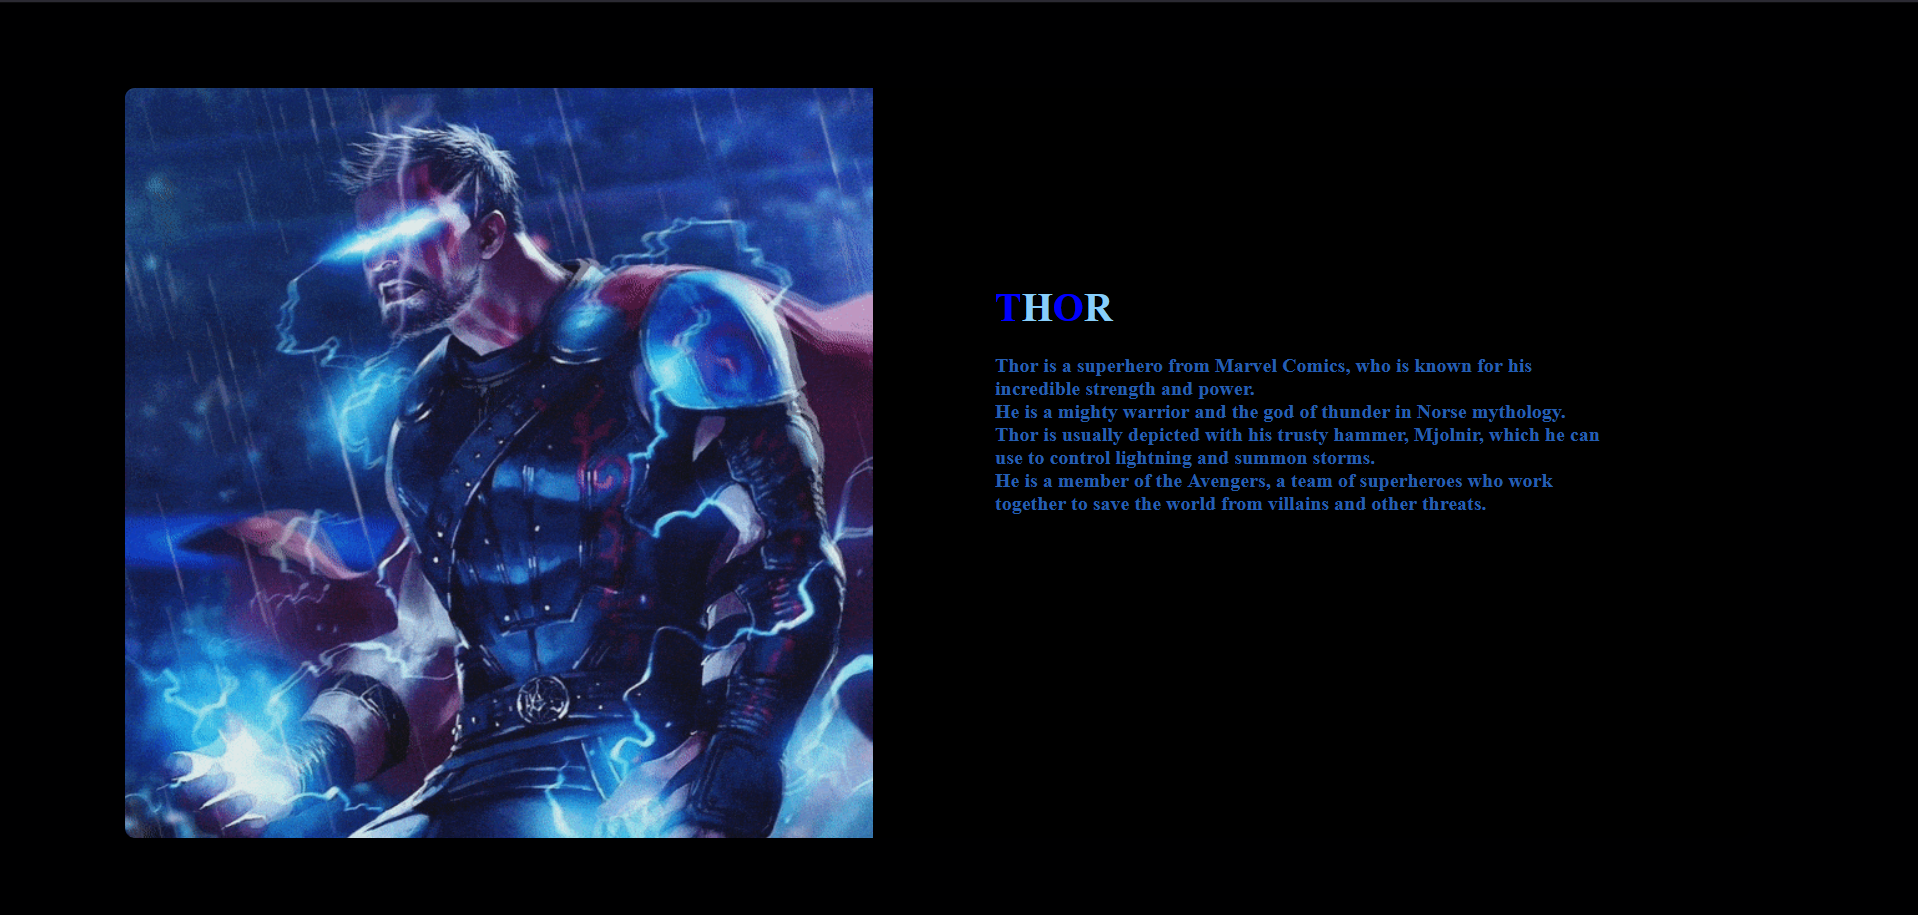 THOR
Thor is a superhero from Marvel Comics, who is known for his
incredible strength and power.
He is a mighty warrior and the god of thunder in Norse mythology.
Thor is usually depicted with his trusty hammer, Mjolnir, which he can
use to control lightning and summon storms.
He is a member of the Avengers, a team of superheroes who work
together to save the world from villains and other threats.